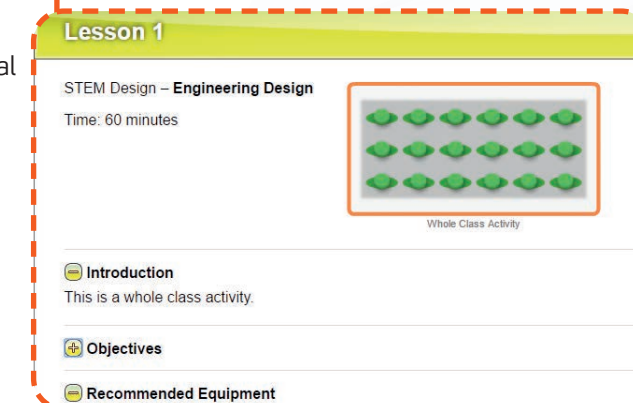 Lesson 1
al
STEM Design – Engineering Design
Time: 60 minutes
Whole Class Activity
Introduction
This is a whole class activity.
Objectives
Recommended Equipment